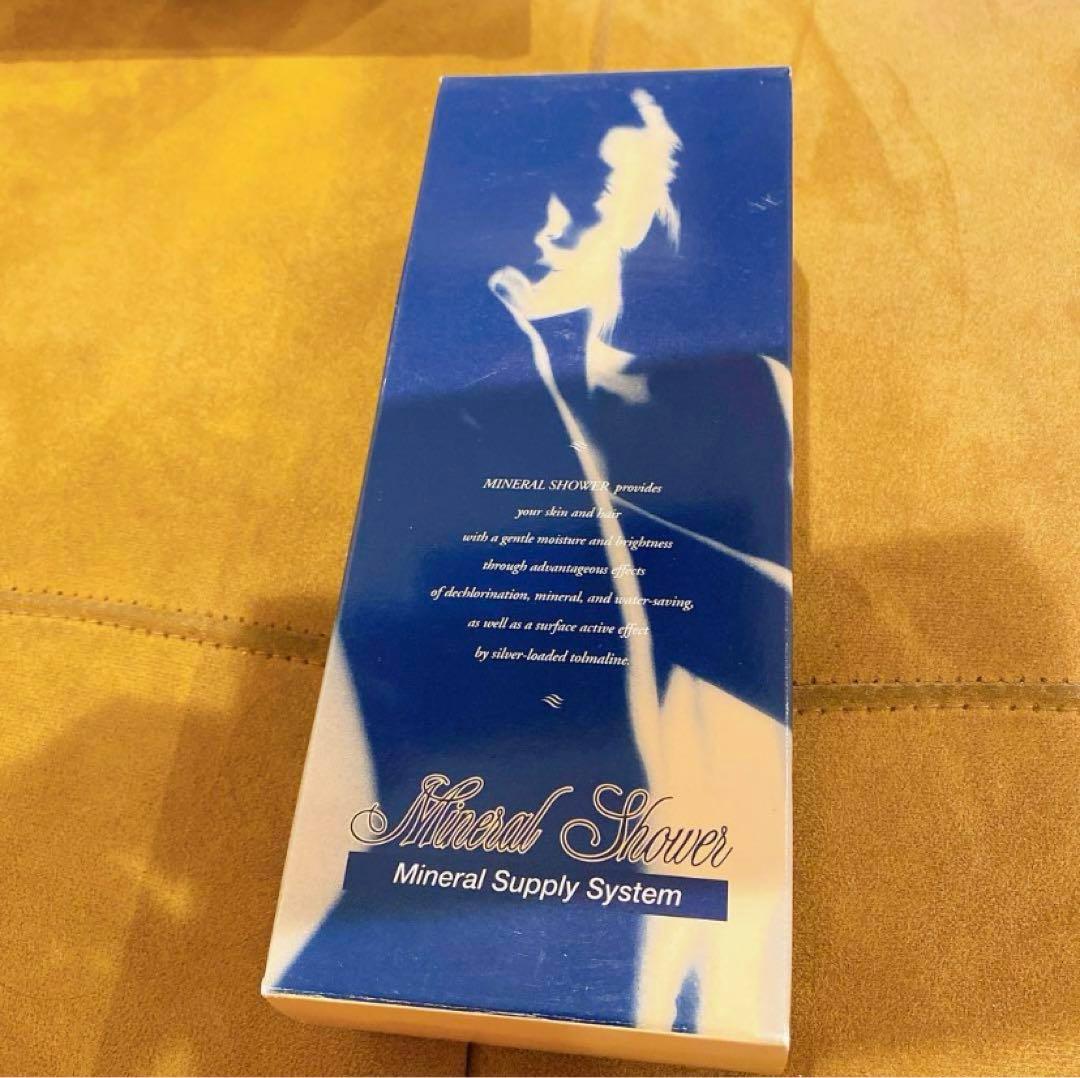 MINERAL SHOWER provides
your skin and hair
with a gentle moisture and brightness
through advantageous effects
of dechlorination, mineral, and water-saving,
as well as a surface active effect
by silver-loaded tolmaline.
Mineral Shower
Mineral Supply System